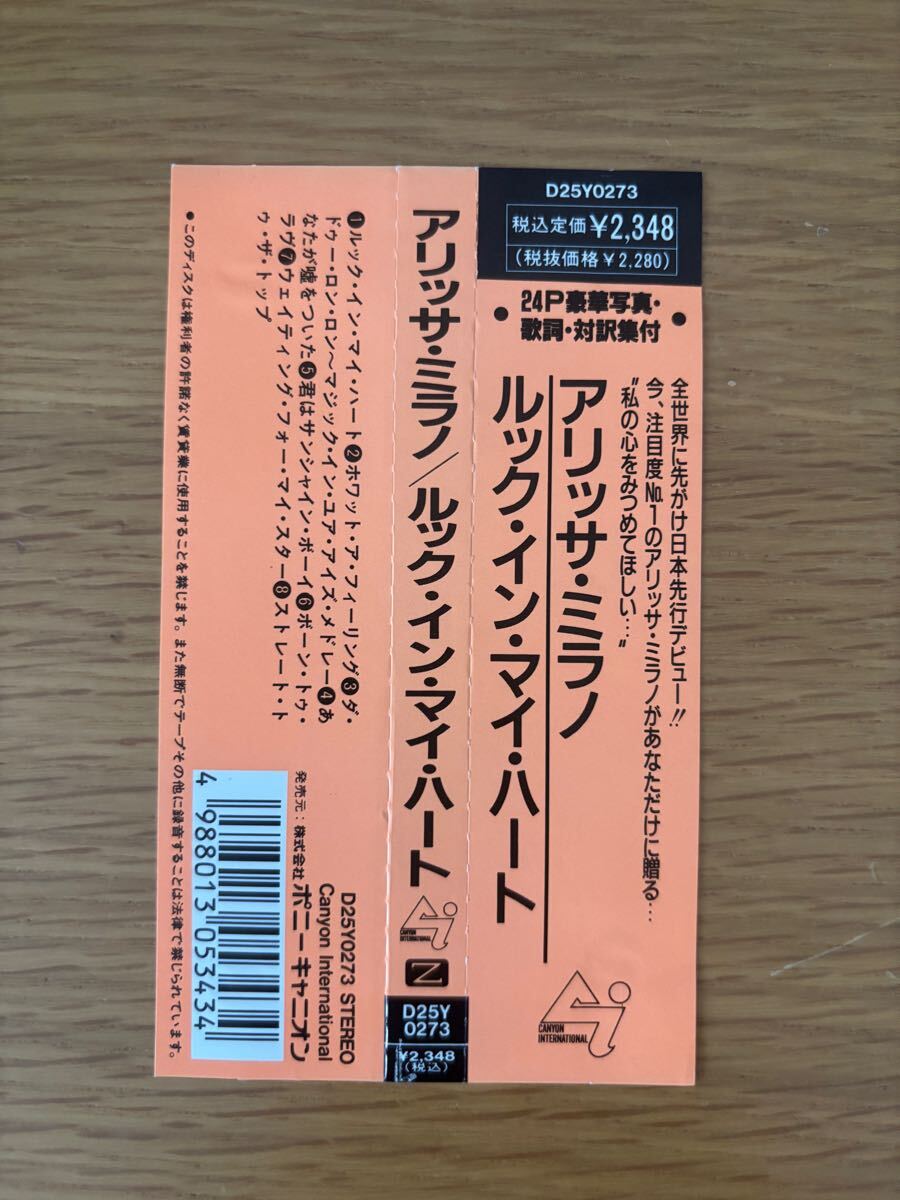 D25Y0273
税込定価¥2,348
(税抜価格¥2,280)
●24P豪華写真・●
歌詞・対訳集付
全世界に先がけ日本先行デビュー!!
今、注目度No.1のアリッサ・ミラノがあなただけに贈る…
“私の心をみつめてほしい…”
アリッサ・ミラノ
ルック・イン・マイ・ハート
CANYON
INTERNATIONAL
アリッサ・ミラノ/ルック・イン・マイ・ハート
CANYON
INTERNATIONAL
Z
D25Y
0273
¥2,348
(税込)
❶ルック・イン・マイ・ハート❷ホワット・ア・フィーリング❸ダ・
ドゥー・ロン・ロン〜マジック・イン・ユア・アイズ・メドレー❹あ
なたが嘘をついた❺君はサンシャイン・ボーイ❻ボーン・トゥ・
ラヴ❼ウェイティング・フォー・マイ・スター❽ストレート・ト
ゥ・ザ・トップ
D25Y0273 STEREO
Canyon International
発売元:株式会社ポニーキャニオン
4 988013 053434
●このディスクは権利者の許諾なく賃貸業に使用することを禁じます。また無断でテープその他に録音することは法律で禁じられています。